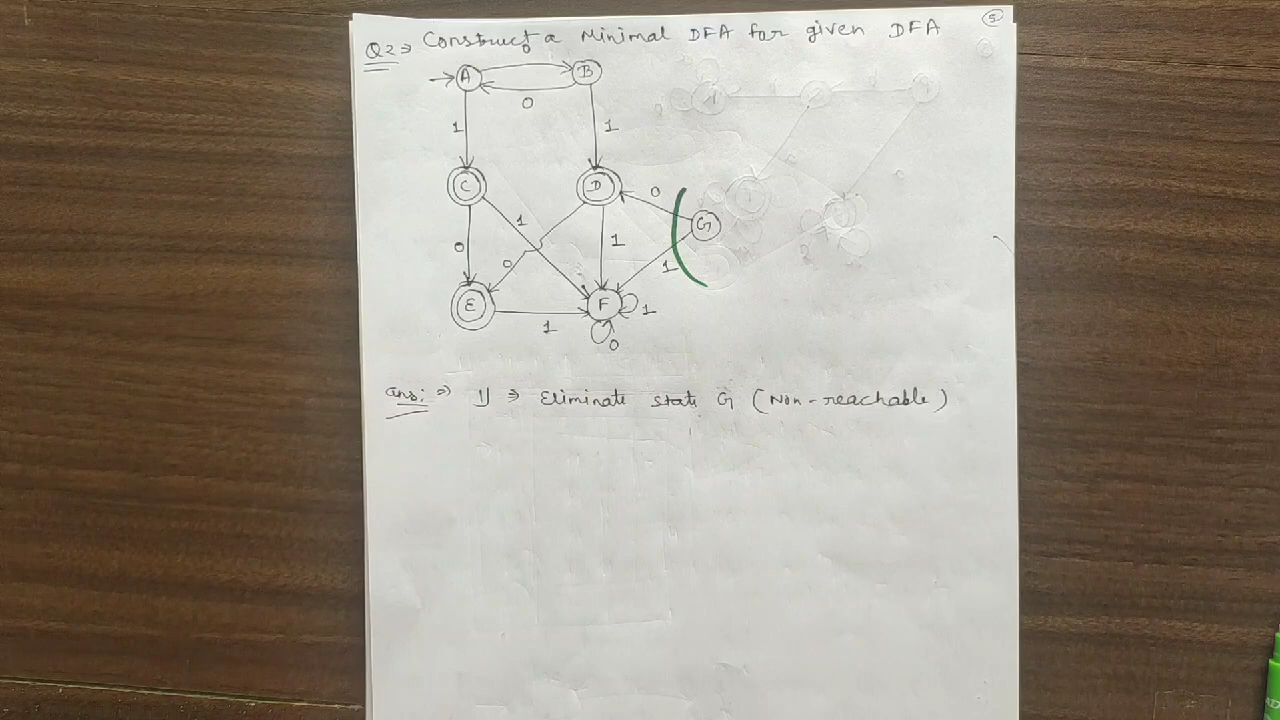 5
Q2 ⇒ Construct a Minimal DFA for given DFA
A B
0
1 1
C D 0
G
1 1
0 0 1
E F 1
1
0
Ans: ⇒ 1) ⇒ Eliminate state G (Non-reachable)